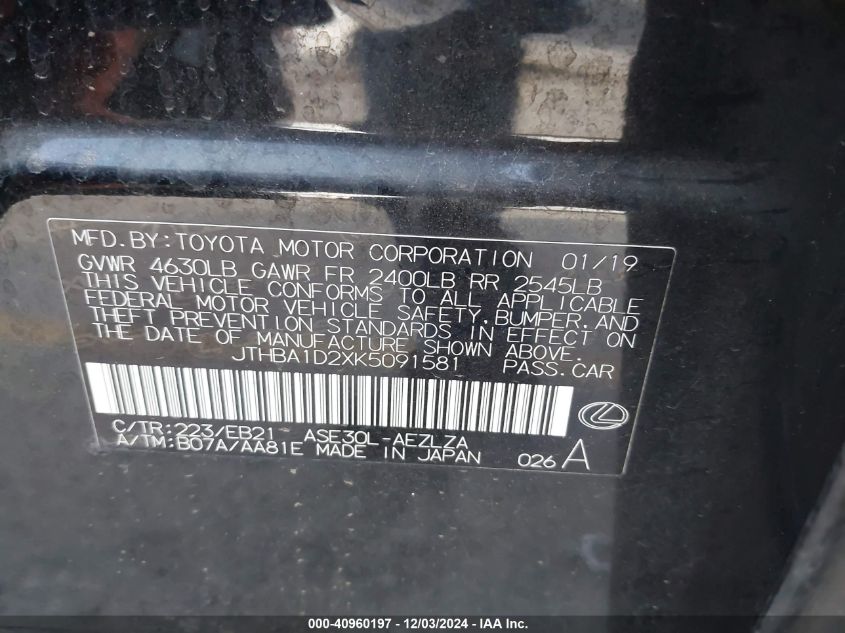 MFD.BY:TOYOTA MOTOR CORPORATION 01/19
GVWR 4630LB GAWR FR 2400LB RR 2545LB
THIS VEHICLE CONFORMS TO ALL APPLICABLE
FEDERAL MOTOR VEHICLE SAFETY,BUMPER,AND
THEFT PREVENTION STANDARDS IN EFFECT ON
THE DATE OF MANUFACTURE SHOWN ABOVE.
JTHBA1D2XK5091581 PASS.CAR
C/TR:223/EB21 ASE30L-AEZLZA
A/TM:B07A/AA81E MADE IN JAPAN 026 A
000-40960197 - 12/03/2024 - IAA Inc.